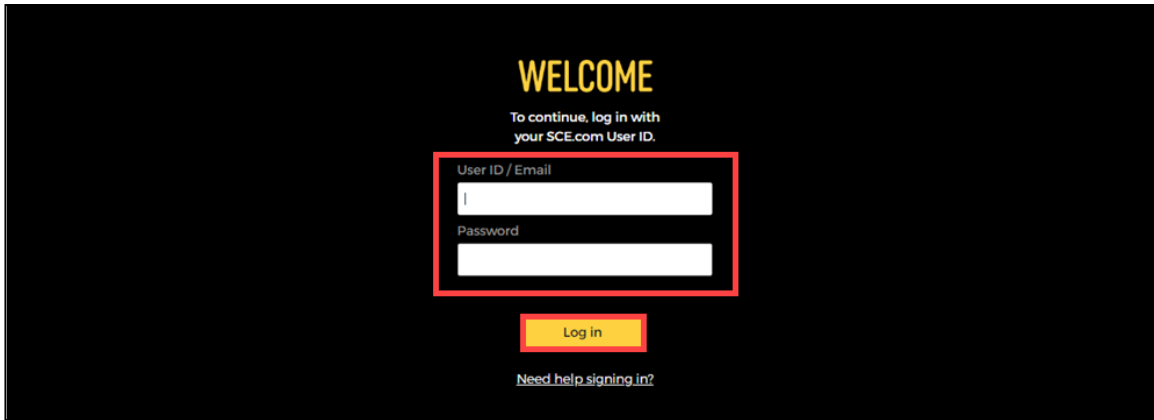 WELCOME
To continue, log in with
your SCE.com User ID.
User ID / Email
Password
Log in
Need help signing in?